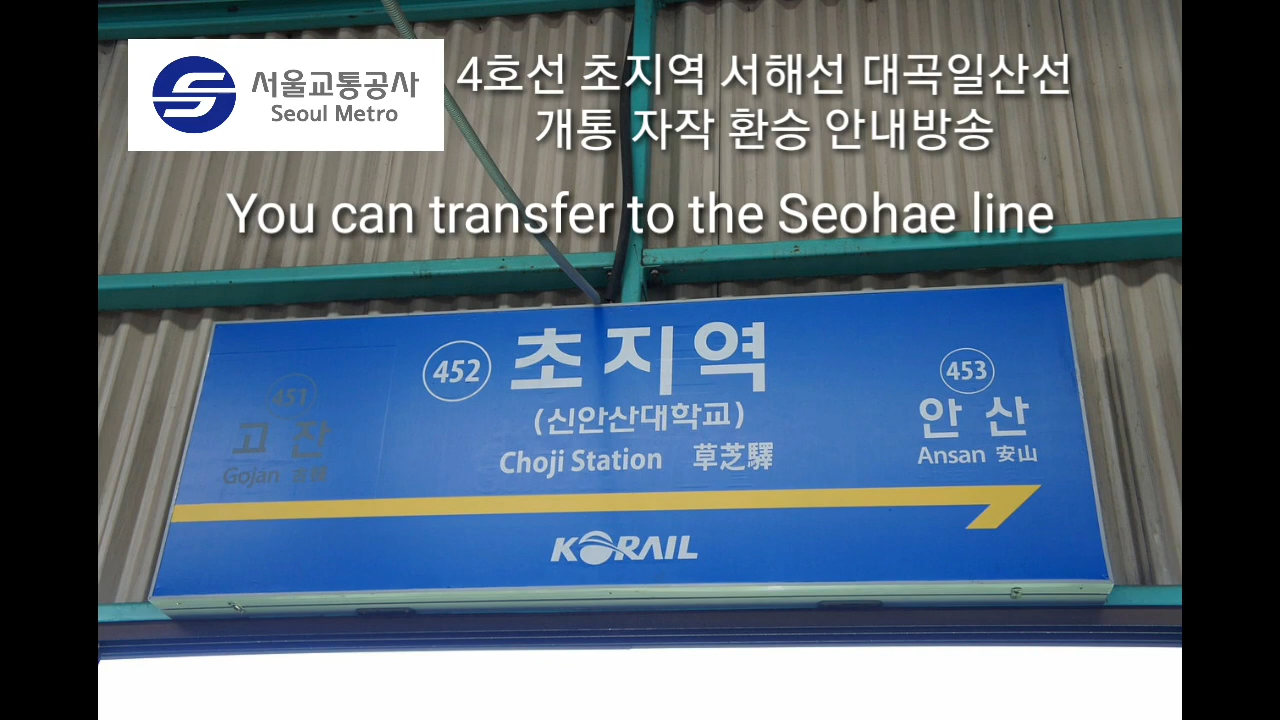 서울교통공사
Seoul Metro
4호선 초지역 서해선 대곡일산선
개통 자작 환승 안내방송
You can transfer to the Seohae line
452 초지역
(신안산대학교)
Choji Station 草芝驛
451
고잔
Gojan
453
안산
Ansan 安山
KORAIL